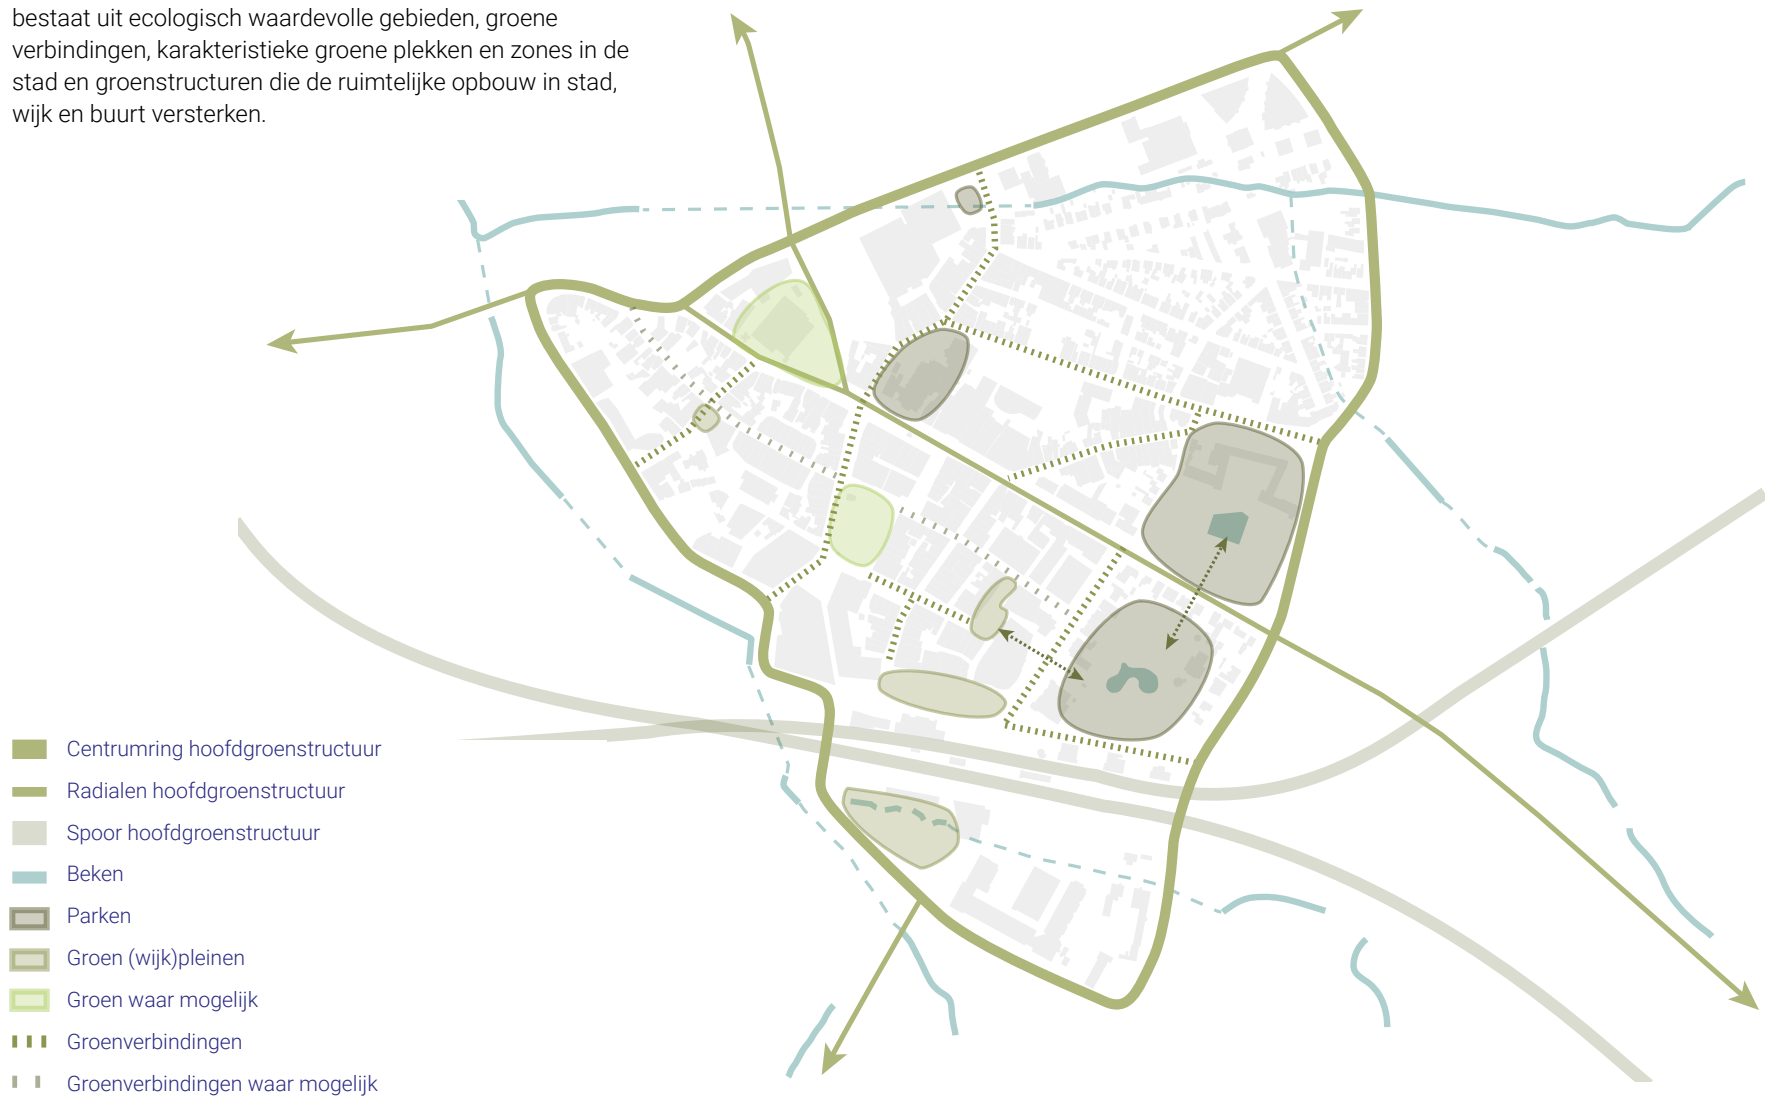 bestaat uit ecologisch waardevolle gebieden, groene
verbindingen, karakteristieke groene plekken en zones in de
stad en groenstructuren die de ruimtelijke opbouw in stad,
wijk en buurt versterken.
Centrumring hoofdgroenstructuur
Radialen hoofdgroenstructuur
Spoor hoofdgroenstructuur
Beken
Parken
Groen (wijk)pleinen
Groen waar mogelijk
Groenverbindingen
Groenverbindingen waar mogelijk